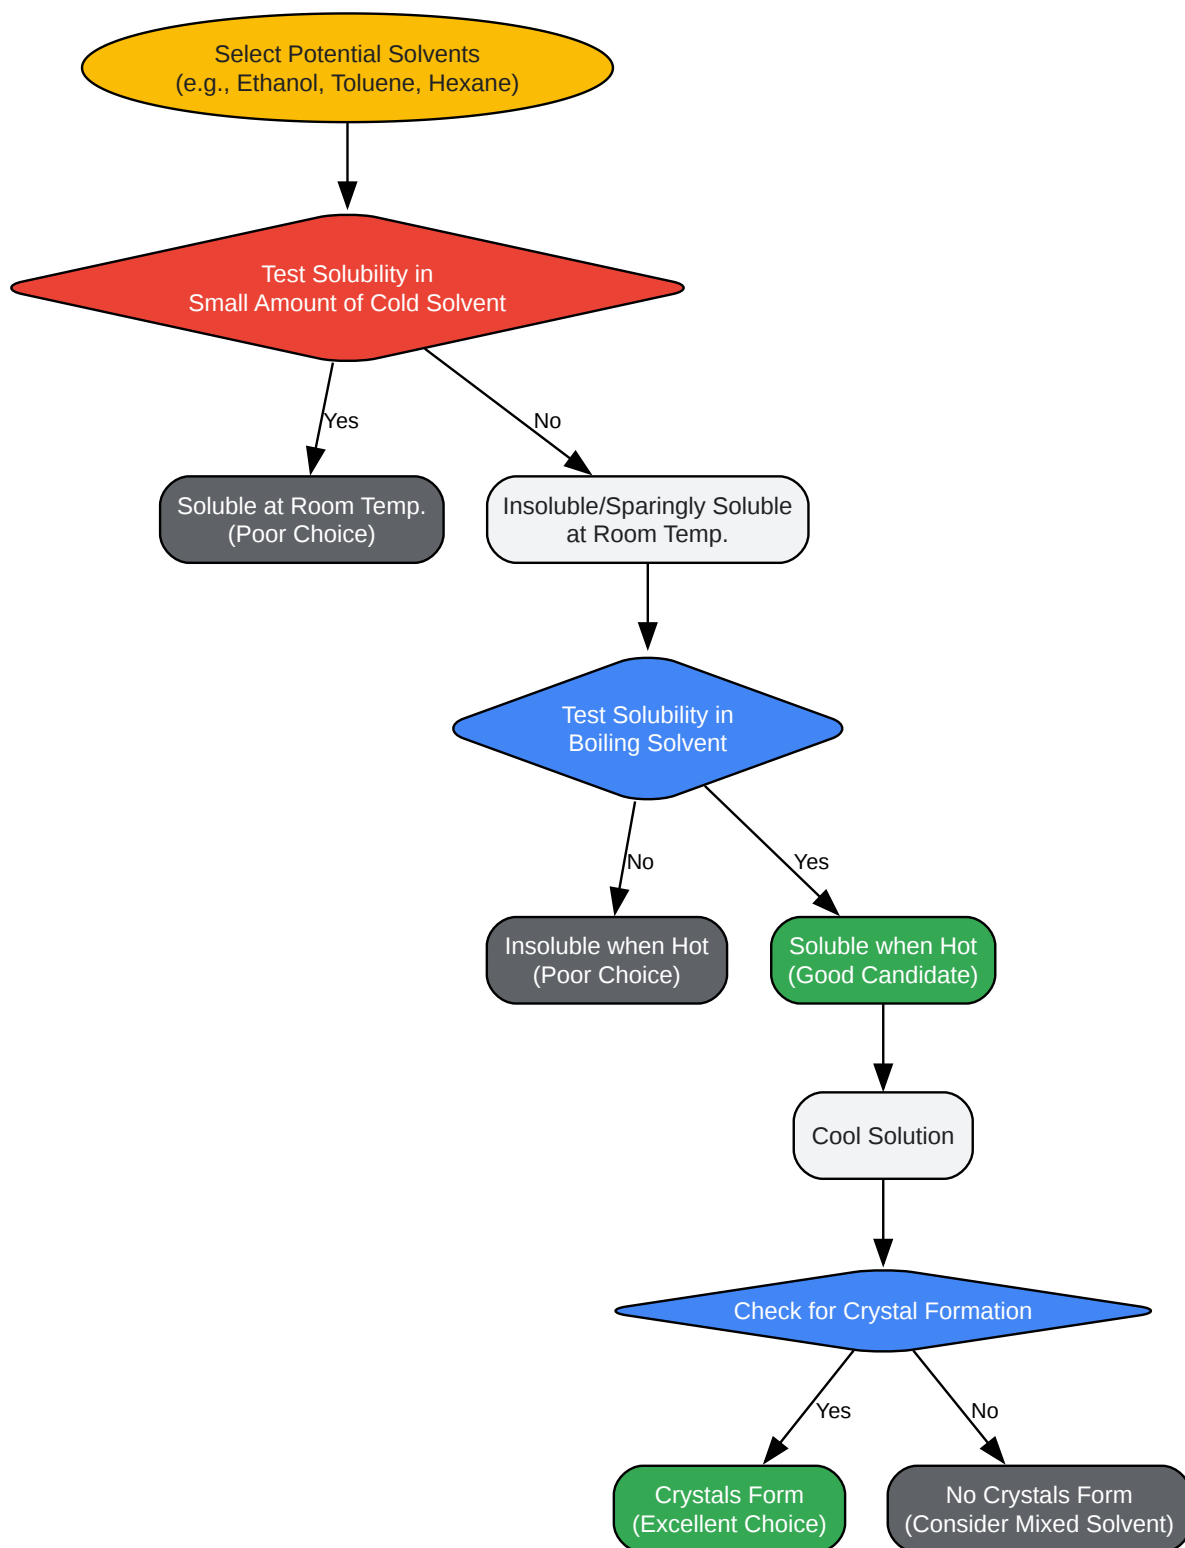 Select Potential Solvents
(e.g., Ethanol, Toluene, Hexane)
Test Solubility in
Small Amount of Cold Solvent
Yes
No
Soluble at Room Temp.
(Poor Choice)
Insoluble/Sparingly Soluble
at Room Temp.
Test Solubility in
Boiling Solvent
No
Yes
Insoluble when Hot
(Poor Choice)
Soluble when Hot
(Good Candidate)
Cool Solution
Check for Crystal Formation
Yes
No
Crystals Form
(Excellent Choice)
No Crystals Form
(Consider Mixed Solvent)